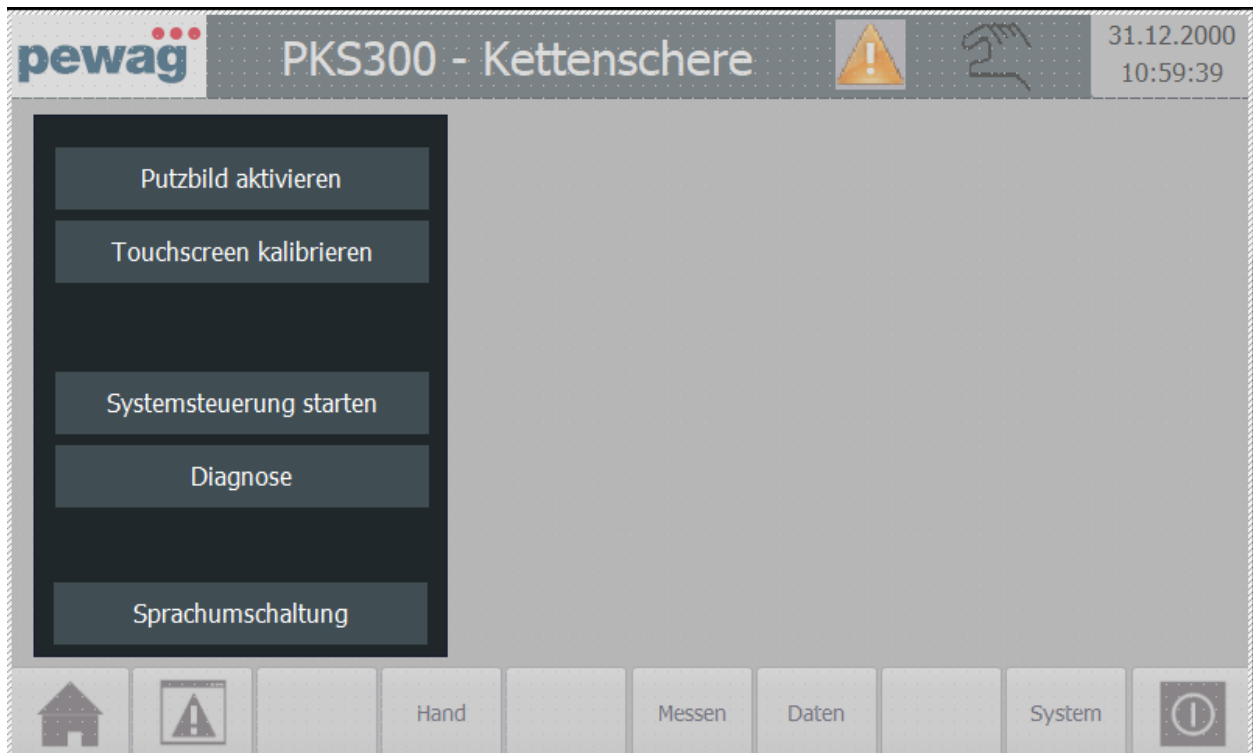 pewag
PKS300 - Kettenschere
31.12.2000
10:59:39
Putzbild aktivieren
Touchscreen kalibrieren
Systemsteuerung starten
Diagnose
Sprachumschaltung
Hand
Messen
Daten
System